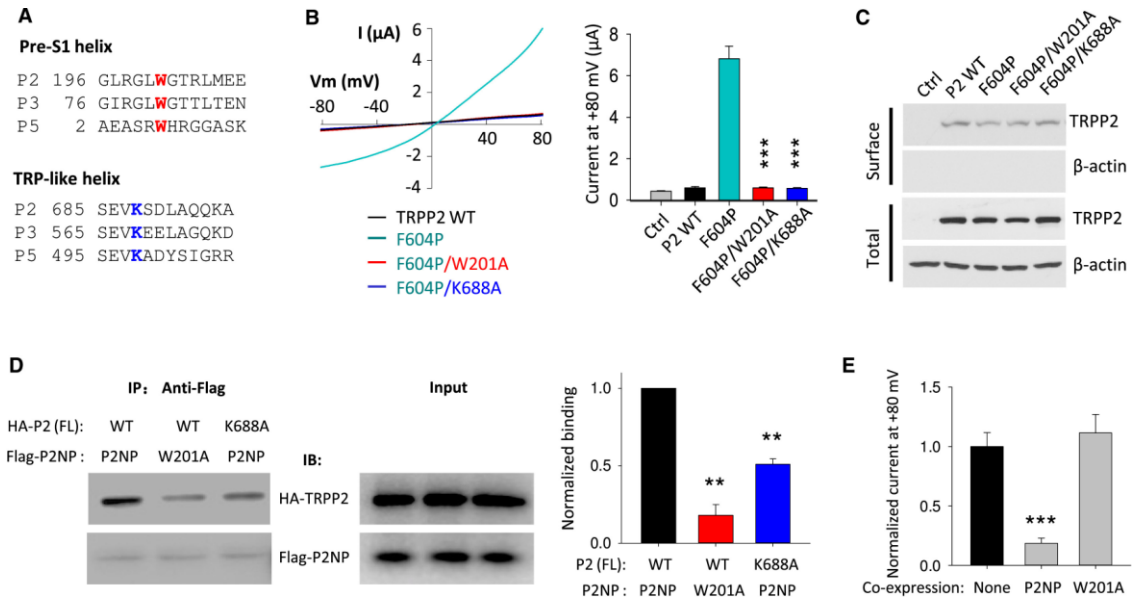 A
Pre-S1 helix
P2 196 GLRGLWGTRLMEE
P3 76 GIRGLWGTTLTEN
P5 2 AEASRWHRGGASK
TRP-like helix
P2 685 SEVKSDLAQQKA
P3 565 SEVKEELAGQKD
P5 495 SEVKADYSIGRR
B
I (μA)
Vm (mV)
-80 -40 40 80
6
4
2
-2
-4
TRPP2 WT
F604P
F604P/W201A
F604P/K688A
Current at +80 mV (μA)
8
6
4
2
0
*** ***
Ctrl P2 WT F604P F604P/W201A F604P/K688A
C
Ctrl P2 WT F604P F604P/W201A F604P/K688A
Surface
TRPP2
β-actin
Total
TRPP2
β-actin
D
IP: Anti-Flag Input
HA-P2 (FL): WT WT K688A
Flag-P2NP : P2NP W201A P2NP
IB:
HA-TRPP2
Flag-P2NP
Normalized binding
1.0
0.5
0.0
** **
P2 (FL): WT WT K688A
P2NP : P2NP W201A P2NP
E
Normalized current at +80 mV
1.5
1.0
0.5
0.0
***
Co-expression: None P2NP W201A